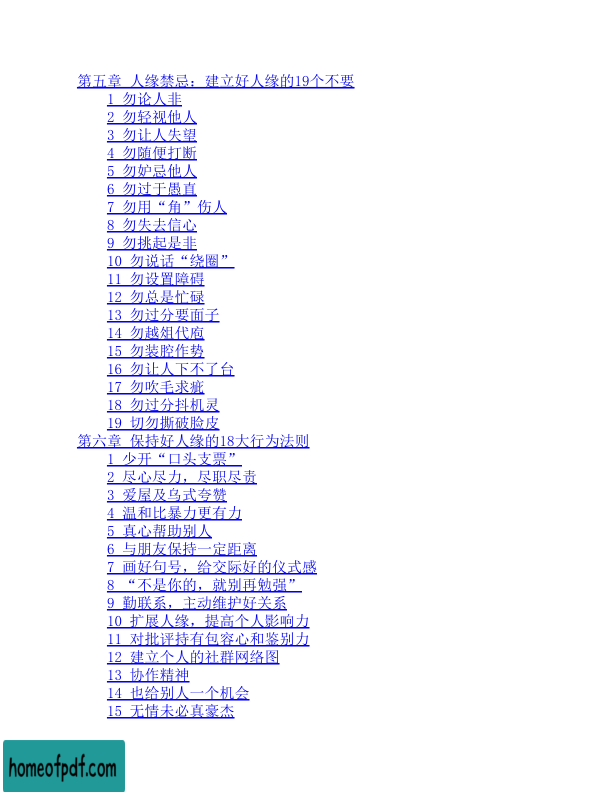 第五章 人缘禁忌：建立好人缘的19个不要
1 勿论人非
2 勿轻视他人
3 勿让人失望
4 勿随便打断
5 勿妒忌他人
6 勿过于愚直
7 勿用“角”伤人
8 勿失去信心
9 勿挑起是非
10 勿说话“绕圈”
11 勿设置障碍
12 勿总是忙碌
13 勿过分要面子
14 勿越俎代庖
15 勿装腔作势
16 勿让人下不了台
17 勿吹毛求疵
18 勿过分抖机灵
19 切勿撕破脸皮
第六章 保持好人缘的18大行为法则
1 少开“口头支票”
2 尽心尽力，尽职尽责
3 爱屋及乌式夸赞
4 温和比暴力更有力
5 真心帮助别人
6 与朋友保持一定距离
7 画好句号，给交际好的仪式感
8 “不是你的，就别再勉强”
9 勤联系，主动维护好关系
10 扩展人缘，提高个人影响力
11 对批评持有包容心和鉴别力
12 建立个人的社群网络图
13 协作精神
14 也给别人一个机会
15 无情未必真豪杰
homeofpdf.com